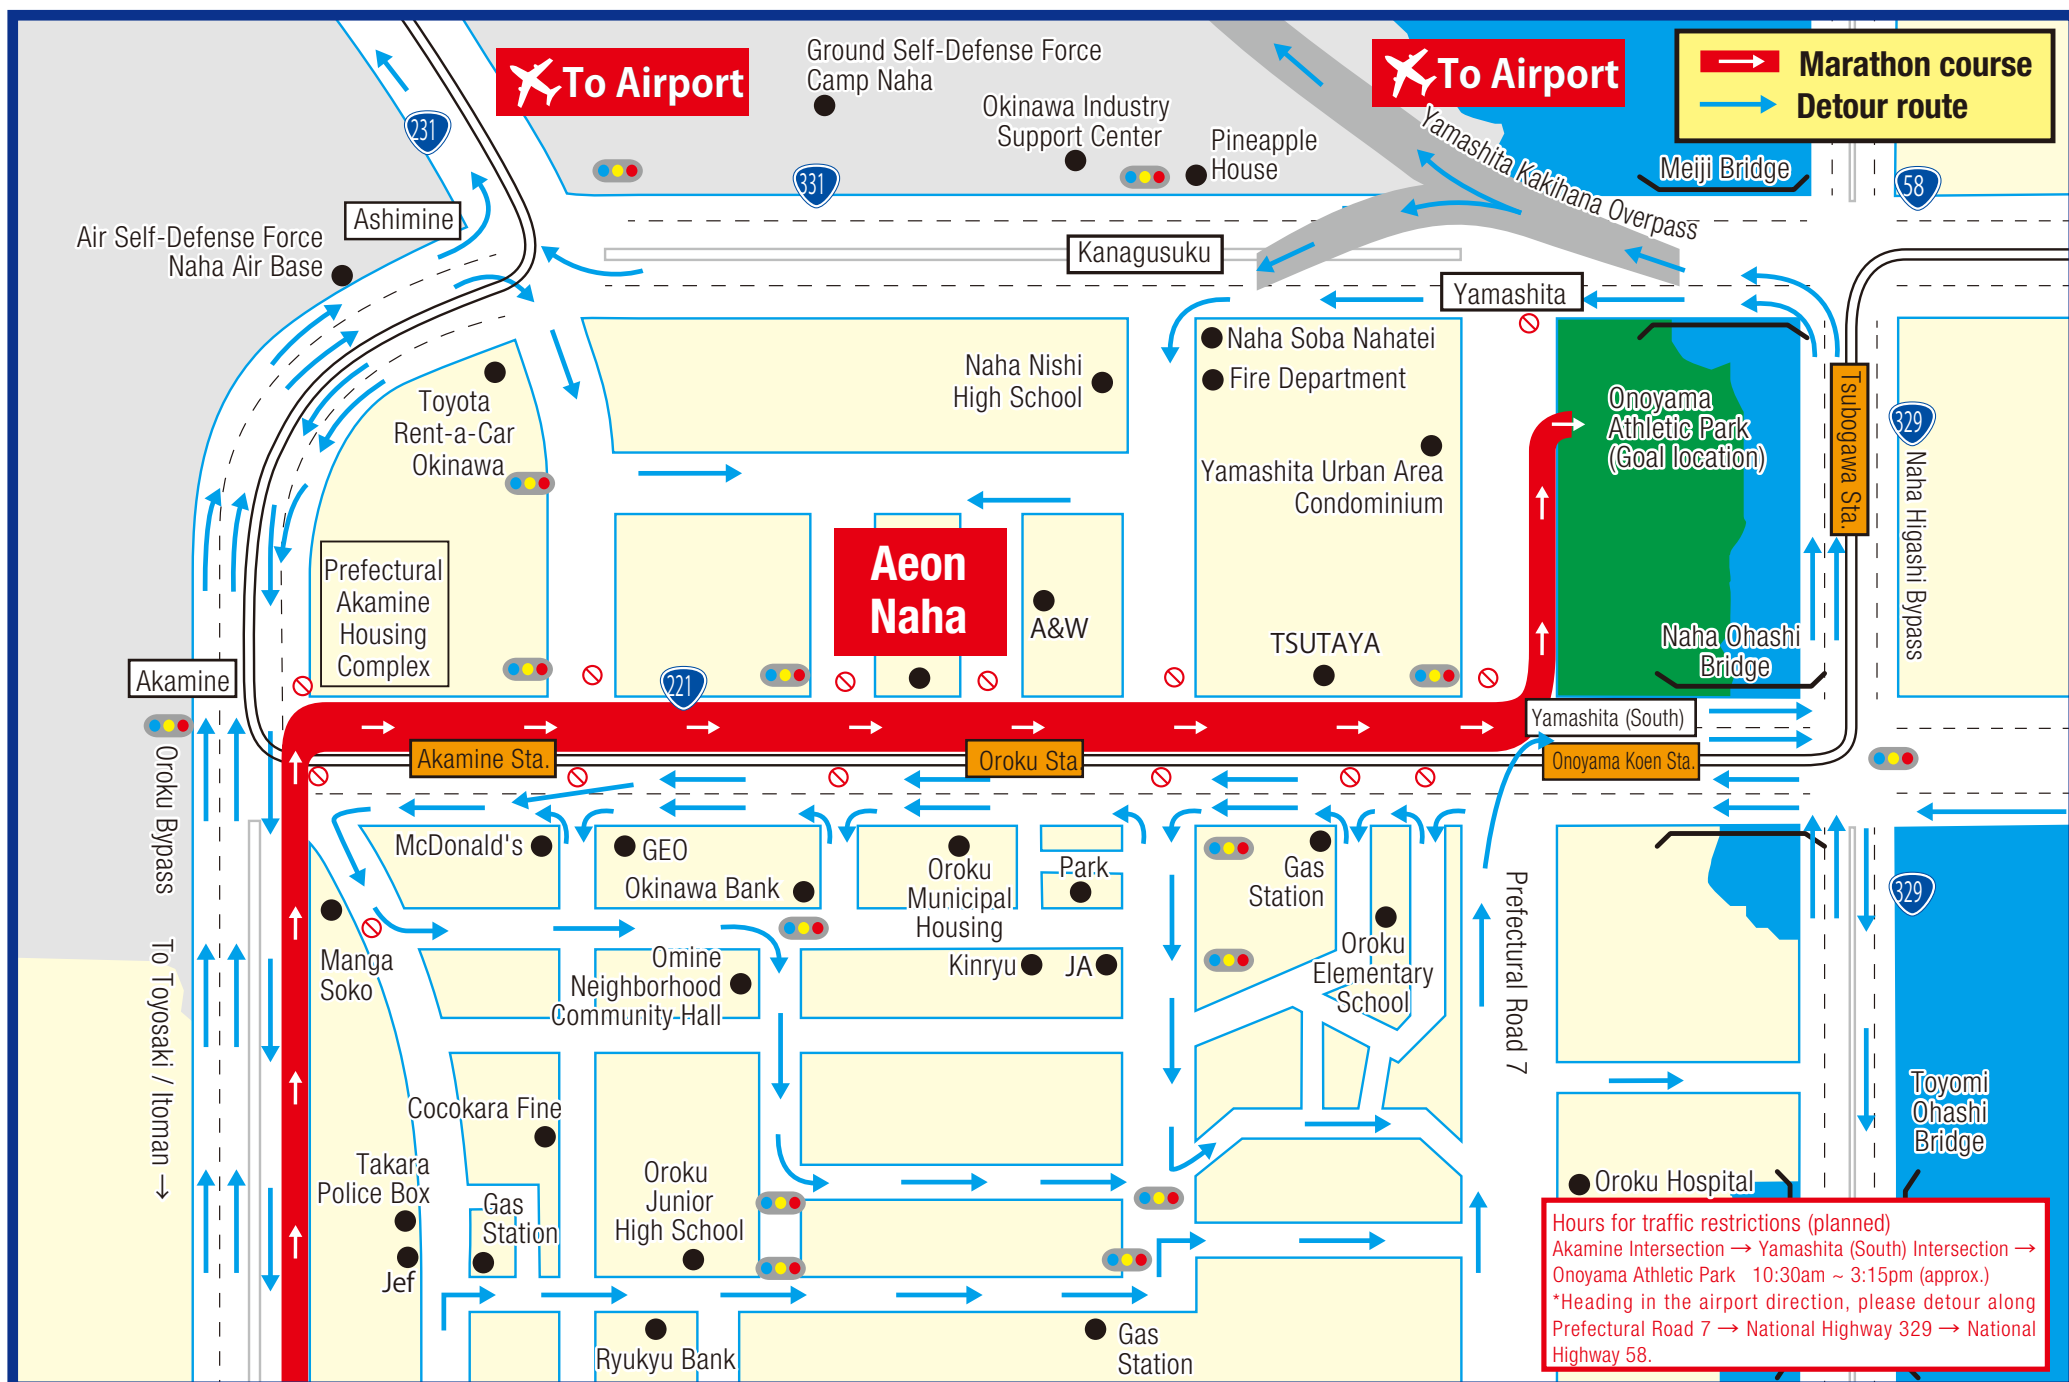 To Airport
Ground Self-Defense Force
Camp Naha
Okinawa Industry
Support Center
Pineapple
House
To Airport
Yamashita Kakihana Overpass
Marathon course
Detour route
Meiji Bridge
58
231
331
Ashimine
Air Self-Defense Force
Naha Air Base
Kanagusuku
Yamashita
Naha Soba Nahatei
Fire Department
Naha Nishi
High School
Toyota
Rent-a-Car
Okinawa
Yamashita Urban Area
Condominium
Onoyama
Athletic Park
(Goal location)
Tsubogawa Sta.
329
Naha Higashi Bypass
Prefectural
Akamine
Housing
Complex
Aeon
Naha
A&W
TSUTAYA
Naha Ohashi
Bridge
Akamine
221
Yamashita (South)
Akamine Sta.
Oroku Sta.
Onoyama Koen Sta.
Oroku Bypass
To Toyosaki / Itoman →
McDonald's
GEO
Okinawa Bank
Oroku
Municipal
Housing
Park
Gas
Station
Oroku
Elementary
School
Prefectural Road 7
329
Manga
Soko
Omine
Neighborhood
Community Hall
Kinryu
JA
Cocokara Fine
Takara
Police Box
Jef
Gas
Station
Oroku
Junior
High School
Toyomi
Ohashi
Bridge
Oroku Hospital
Ryukyu Bank
Gas
Station
Hours for traffic restrictions (planned)
Akamine Intersection → Yamashita (South) Intersection →
Onoyama Athletic Park 10:30am ~ 3:15pm (approx.)
*Heading in the airport direction, please detour along
Prefectural Road 7 → National Highway 329 → National
Highway 58.